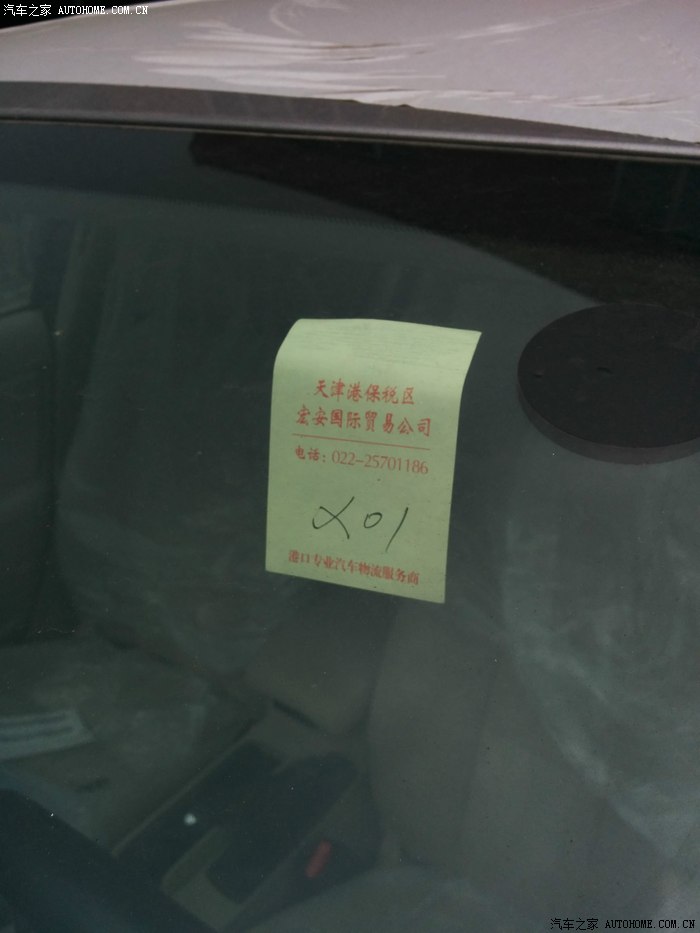 汽车之家 AUTOHOME.COM.CN
天津港保税区
宏安国际贸易公司
电话：022-25701186
X01
港口专业汽车物流服务商
汽车之家 AUTOHOME.COM.CN